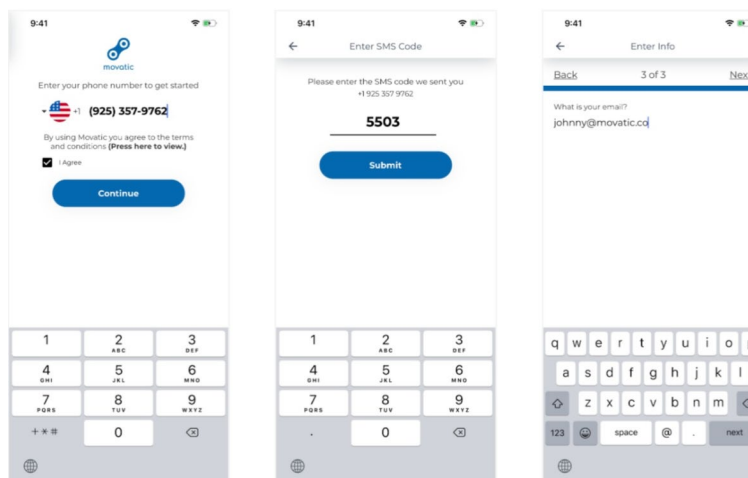 9:41
movatic
Enter your phone number to get started
+1 (925) 357-9762
By using Movatic you agree to the terms
and conditions (Press here to view.)
I Agree
Continue
1 2 3
ABC DEF
4 5 6
GHI JKL MNO
7 8 9
PQRS TUV WXYZ
+ * # 0
9:41
Enter SMS Code
Please enter the SMS code we sent you
+1 925 357 9762
5503
Submit
1 2 3
ABC DEF
4 5 6
GHI JKL MNO
7 8 9
PQRS TUV WXYZ
. 0
9:41
Enter Info
Back 3 of 3 Nex
What is your email?
johnny@movatic.co
q w e r t y u i o
a s d f g h j k l
z x c v b n m
123 space @ . next